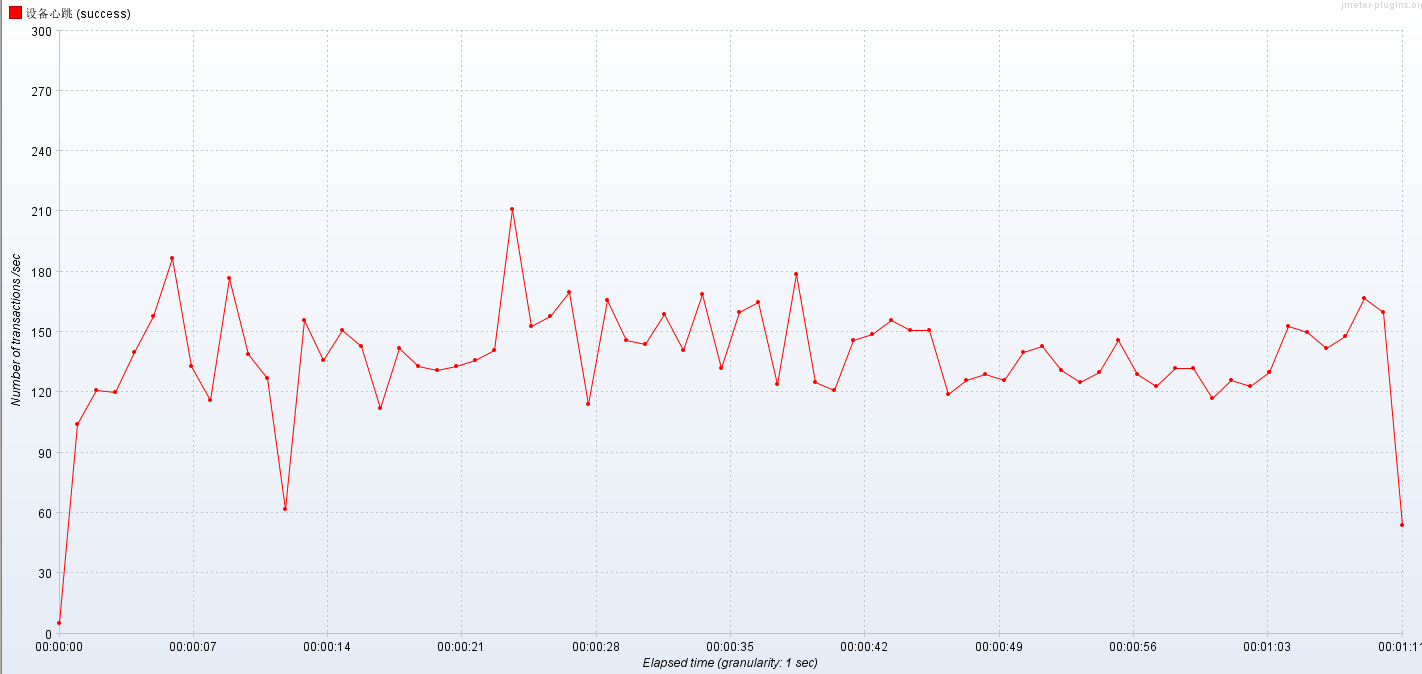 设备心跳 (success)
jmeter-plugins.org
300
270
240
210
180
150
120
90
60
30
0
Number of transactions /sec
00:00:00 00:00:07 00:00:14 00:00:21 00:00:28 00:00:35 00:00:42 00:00:49 00:00:56 00:01:03 00:01:11
Elapsed time (granularity: 1 sec)